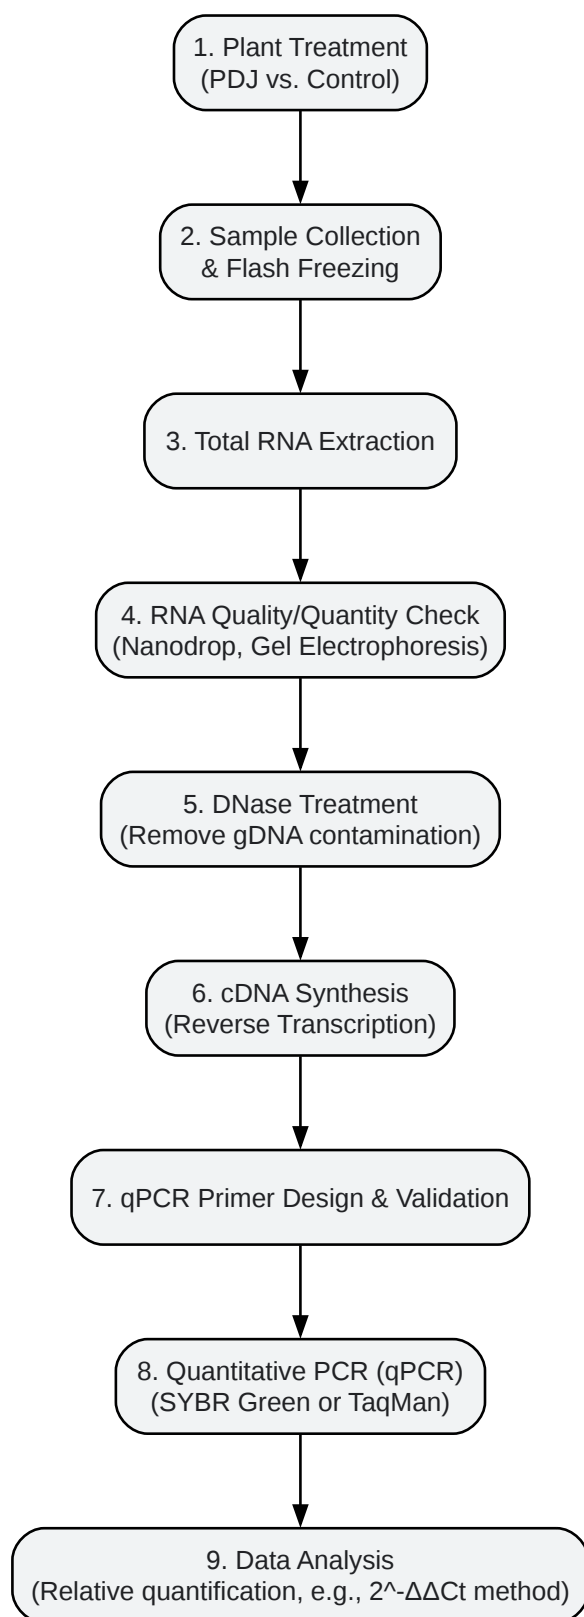 1. Plant Treatment
(PDJ vs. Control)
2. Sample Collection
& Flash Freezing
3. Total RNA Extraction
4. RNA Quality/Quantity Check
(Nanodrop, Gel Electrophoresis)
5. DNase Treatment
(Remove gDNA contamination)
6. cDNA Synthesis
(Reverse Transcription)
7. qPCR Primer Design & Validation
8. Quantitative PCR (qPCR)
(SYBR Green or TaqMan)
9. Data Analysis
(Relative quantification, e.g., 2^-ΔΔCt method)